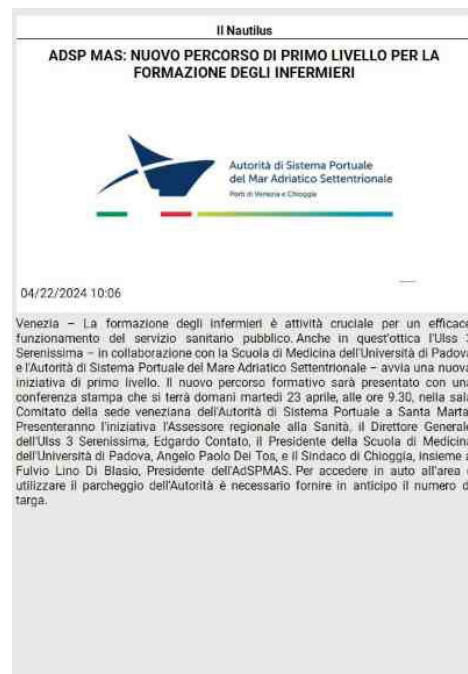 Il Nautilus
ADSP MAS: NUOVO PERCORSO DI PRIMO LIVELLO PER LA
FORMAZIONE DEGLI INFERMIERI
Autorità di Sistema Portuale
del Mar Adriatico Settentrionale
Porti di Venezia e Chioggia
04/22/2024 10:06
Venezia – La formazione degli infermieri è attività cruciale per un efficace
funzionamento del servizio sanitario pubblico. Anche in quest'ottica l'Ulss 3
Serenissima – in collaborazione con la Scuola di Medicina dell'Università di Padova
e l'Autorità di Sistema Portuale del Mare Adriatico Settentrionale – avvia una nuova
iniziativa di primo livello. Il nuovo percorso formativo sarà presentato con una
conferenza stampa che si terrà domani martedì 23 aprile, alle ore 9.30, nella sala
Comitato della sede veneziana dell'Autorità di Sistema Portuale a Santa Marta.
Presenteranno l'iniziativa l'Assessore regionale alla Sanità, il Direttore Generale
dell'Ulss 3 Serenissima, Edgardo Contato, il Presidente della Scuola di Medicina
dell'Università di Padova, Angelo Paolo Dei Tos, e il Sindaco di Chioggia, insieme a
Fulvio Lino Di Blasio, Presidente dell'AdSPMAS. Per accedere in auto all'area e
utilizzare il parcheggio dell'Autorità è necessario fornire in anticipo il numero di
targa.